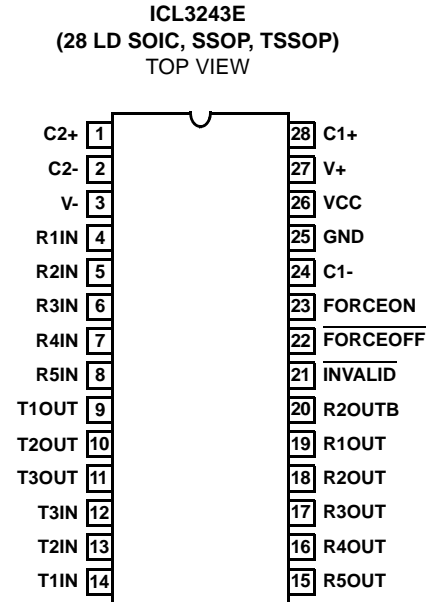 ICL3243E
(28 LD SOIC, SSOP, TSSOP)
TOP VIEW
C2+ 1 28 C1+
C2- 2 27 V+
V- 3 26 VCC
R1IN 4 25 GND
R2IN 5 24 C1-
R3IN 6 23 FORCEON
R4IN 7 22 FORCEOFF
R5IN 8 21 INVALID
T1OUT 9 20 R2OUTB
T2OUT 10 19 R1OUT
T3OUT 11 18 R2OUT
T3IN 12 17 R3OUT
T2IN 13 16 R4OUT
T1IN 14 15 R5OUT